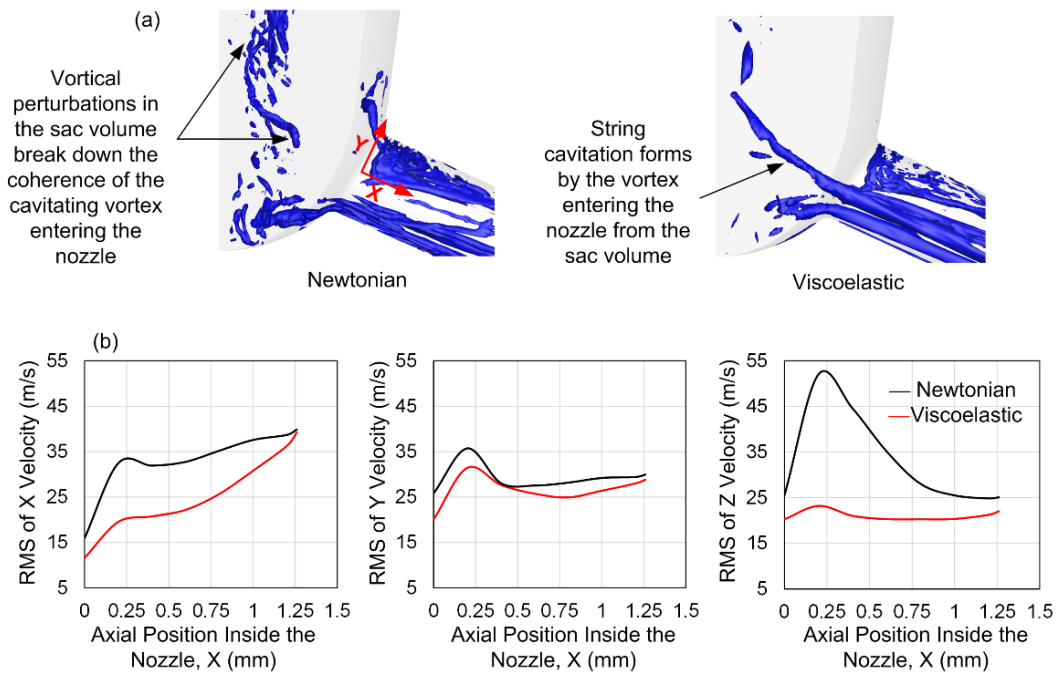 (a)
Vortical
perturbations in
the sac volume
break down the
coherence of the
cavitating vortex
entering the
nozzle
Y
X
Newtonian
String
cavitation forms
by the vortex
entering the
nozzle from the
sac volume
Viscoelastic
(b)
RMS of X Velocity (m/s)
55
45
35
25
15
5
0 0.25 0.5 0.75 1 1.25 1.5
Axial Position Inside the
Nozzle, X (mm)
RMS of Y Velocity (m/s)
55
45
35
25
15
5
0 0.25 0.5 0.75 1 1.25 1.5
Axial Position Inside the
Nozzle, X (mm)
RMS of Z Velocity (m/s)
55
45
35
25
15
5
Newtonian
Viscoelastic
0 0.25 0.5 0.75 1 1.25 1.5
Axial Position Inside the
Nozzle, X (mm)